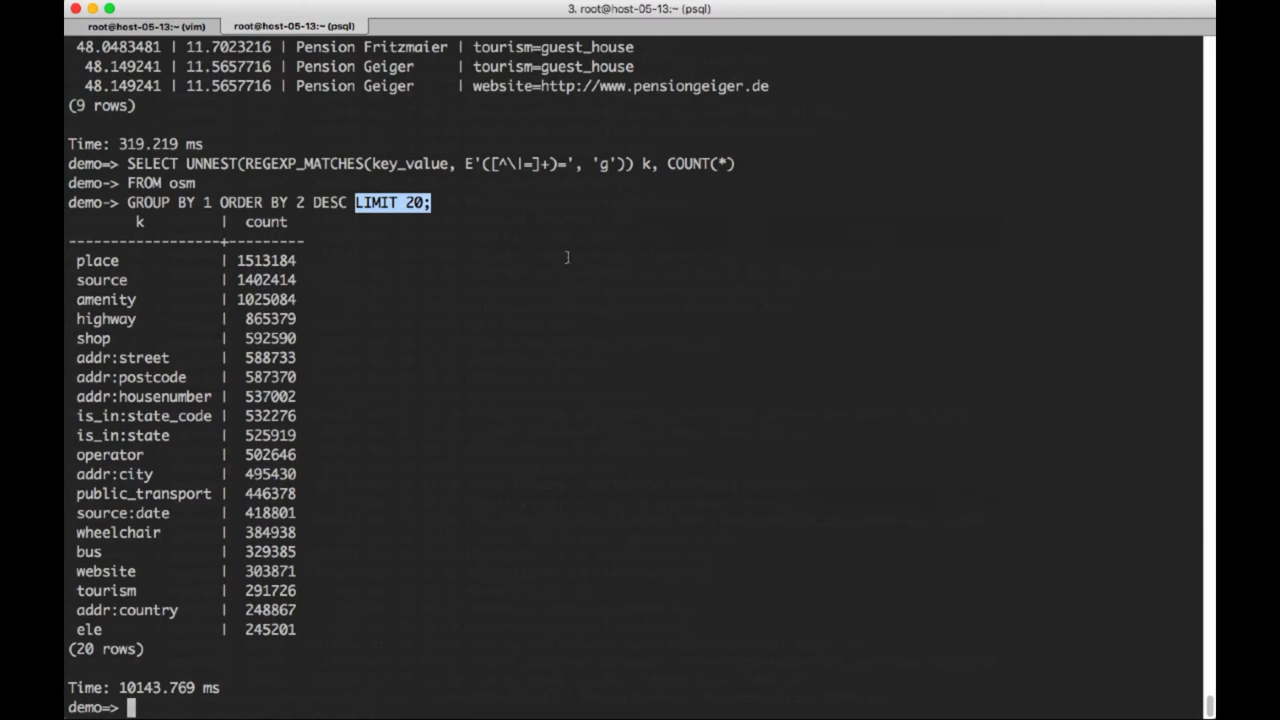 3. root@host-05-13:~ (psql)
root@host-05-13:~ (vim) root@host-05-13:~ (psql)
48.0483481 | 11.7023216 | Pension Fritzmaier | tourism=guest_house
48.149241 | 11.5657716 | Pension Geiger | tourism=guest_house
48.149241 | 11.5657716 | Pension Geiger | website=http://www.pensiongeiger.de
(9 rows)
Time: 319.219 ms
demo=> SELECT UNNEST(REGEXP_MATCHES(key_value, E'([^\|=]+)=', 'g')) k, COUNT(*)
demo-> FROM osm
demo-> GROUP BY 1 ORDER BY 2 DESC LIMIT 20;
k | count
------------------+---------
place | 1513184
source | 1402414
amenity | 1025084
highway | 865379
shop | 592590
addr:street | 588733
addr:postcode | 587370
addr:housenumber | 537002
is_in:state_code | 532276
is_in:state | 525919
operator | 502646
addr:city | 495430
public_transport | 446378
source:date | 418801
wheelchair | 384938
bus | 329385
website | 303871
tourism | 291726
addr:country | 248867
ele | 245201
(20 rows)
Time: 10143.769 ms
demo=>